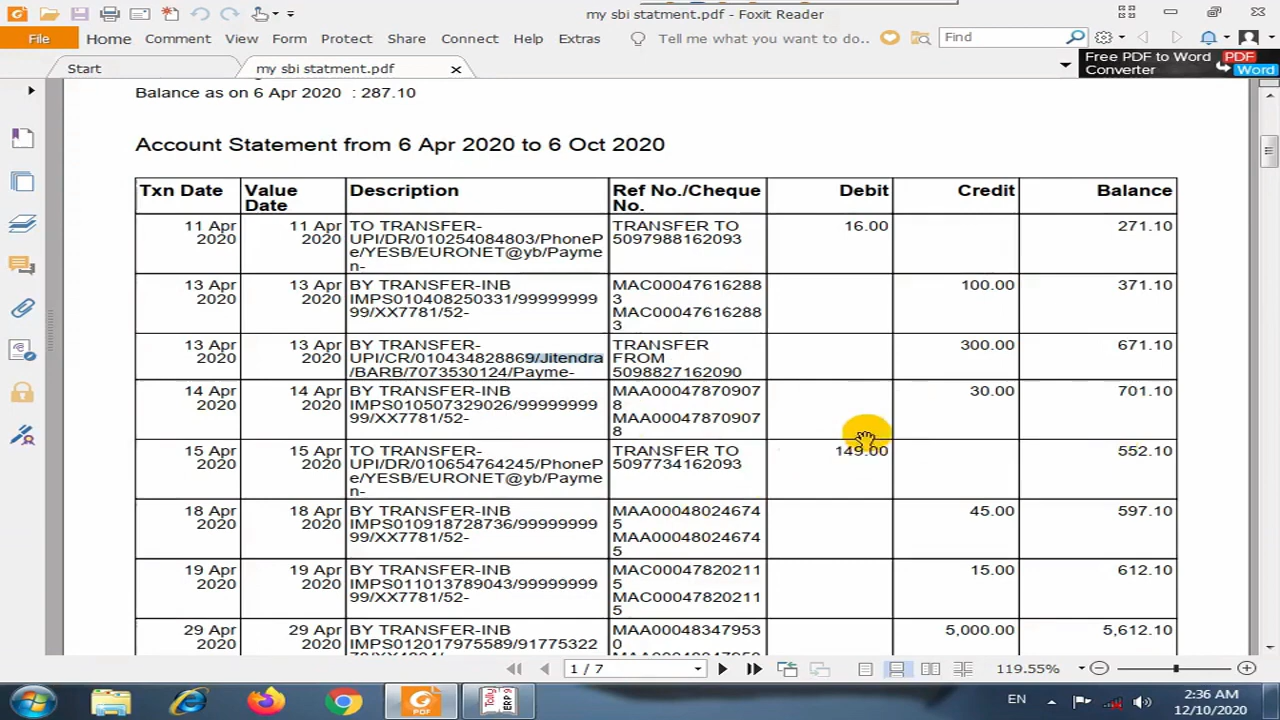 my sbi statment.pdf - Foxit Reader
File Home Comment View Form Protect Share Connect Help Extras Tell me what you want to do.. Find
Start my sbi statment.pdf
Free PDF to Word PDF
Converter Word
Balance as on 6 Apr 2020 : 287.10
Account Statement from 6 Apr 2020 to 6 Oct 2020
Txn Date Value Description Ref No./Cheque Debit Credit Balance
Date No.
11 Apr 11 Apr TO TRANSFER- TRANSFER TO 16.00 271.10
2020 2020 UPI/DR/010254084803/PhoneP 5097988162093
e/YESB/EURONET@yb/Payme
n-
13 Apr 13 Apr BY TRANSFER-INB MAC00047616288 100.00 371.10
2020 2020 IMPS010408250331/99999999 3
99/XX7781/52- MAC00047616288
3
13 Apr 13 Apr BY TRANSFER- TRANSFER 300.00 671.10
2020 2020 UPI/CR/010434828869/Jitendra FROM
/BARB/7073530124/Payme- 5098827162090
14 Apr 14 Apr BY TRANSFER-INB MAA00047870907 30.00 701.10
2020 2020 IMPS010507329026/99999999 8
99/XX7781/52- MAA00047870907
8
15 Apr 15 Apr TO TRANSFER- TRANSFER TO 149.00 552.10
2020 2020 UPI/DR/010654764245/PhoneP 5097734162093
e/YESB/EURONET@yb/Payme
n-
18 Apr 18 Apr BY TRANSFER-INB MAA00048024674 45.00 597.10
2020 2020 IMPS010918728736/99999999 5
99/XX7781/52- MAA00048024674
5
19 Apr 19 Apr BY TRANSFER-INB MAC00047820211 15.00 612.10
2020 2020 IMPS011013789043/99999999 5
99/XX7781/52- MAC00047820211
5
29 Apr 29 Apr BY TRANSFER-INB MAA00048347953 5,000.00 5,612.10
2020 2020 IMPS012017975589/91775322 0
1 / 7 119.55%
PDF Tally ERP 9 EN 2:36 AM
12/10/2020